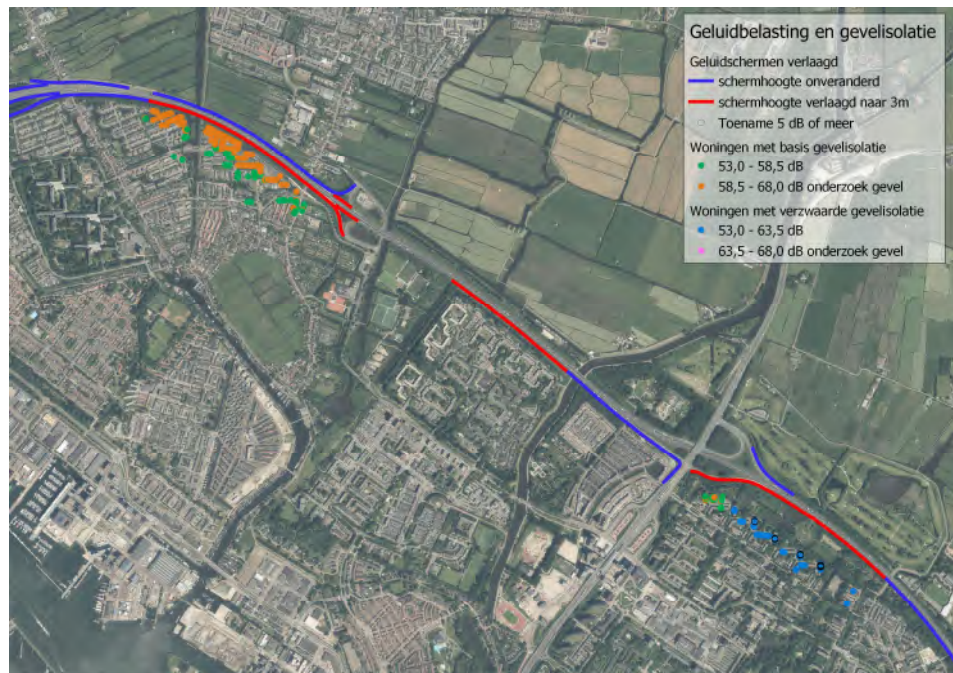 Geluidbelasting en gevelisolatie
Geluidschermen verlaagd
schermhoogte onveranderd
schermhoogte verlaagd naar 3m
Toename 5 dB of meer
Woningen met basis gevelisolatie
53,0 - 58,5 dB
58,5 - 68,0 dB onderzoek gevel
Woningen met verzwaarde gevelisolatie
53,0 - 63,5 dB
63,5 - 68,0 dB onderzoek gevel